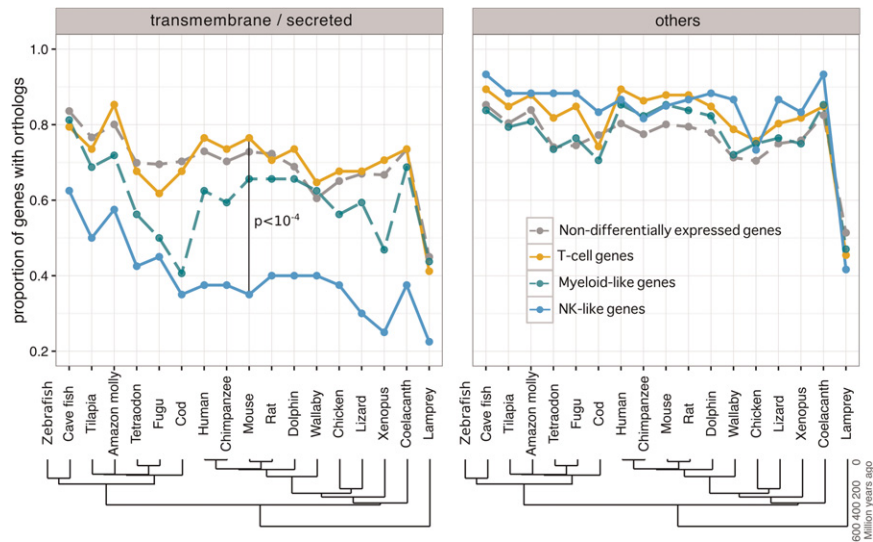 transmembrane / secreted
others
proportion of genes with orthologs
1.0
0.8
0.6
0.4
0.2
p<10-4
Non-differentially expressed genes
T-cell genes
Myeloid-like genes
NK-like genes
Zebrafish
Cave fish
Tilapia
Amazon molly
Tetraodon
Fugu
Cod
Human
Chimpanzee
Mouse
Rat
Dolphin
Wallaby
Chicken
Lizard
Xenopus
Coelacanth
Lamprey
Zebrafish
Cave fish
Tilapia
Amazon molly
Tetraodon
Fugu
Cod
Human
Chimpanzee
Mouse
Rat
Dolphin
Wallaby
Chicken
Lizard
Xenopus
Coelacanth
Lamprey
600 400 200 0
Million years ago